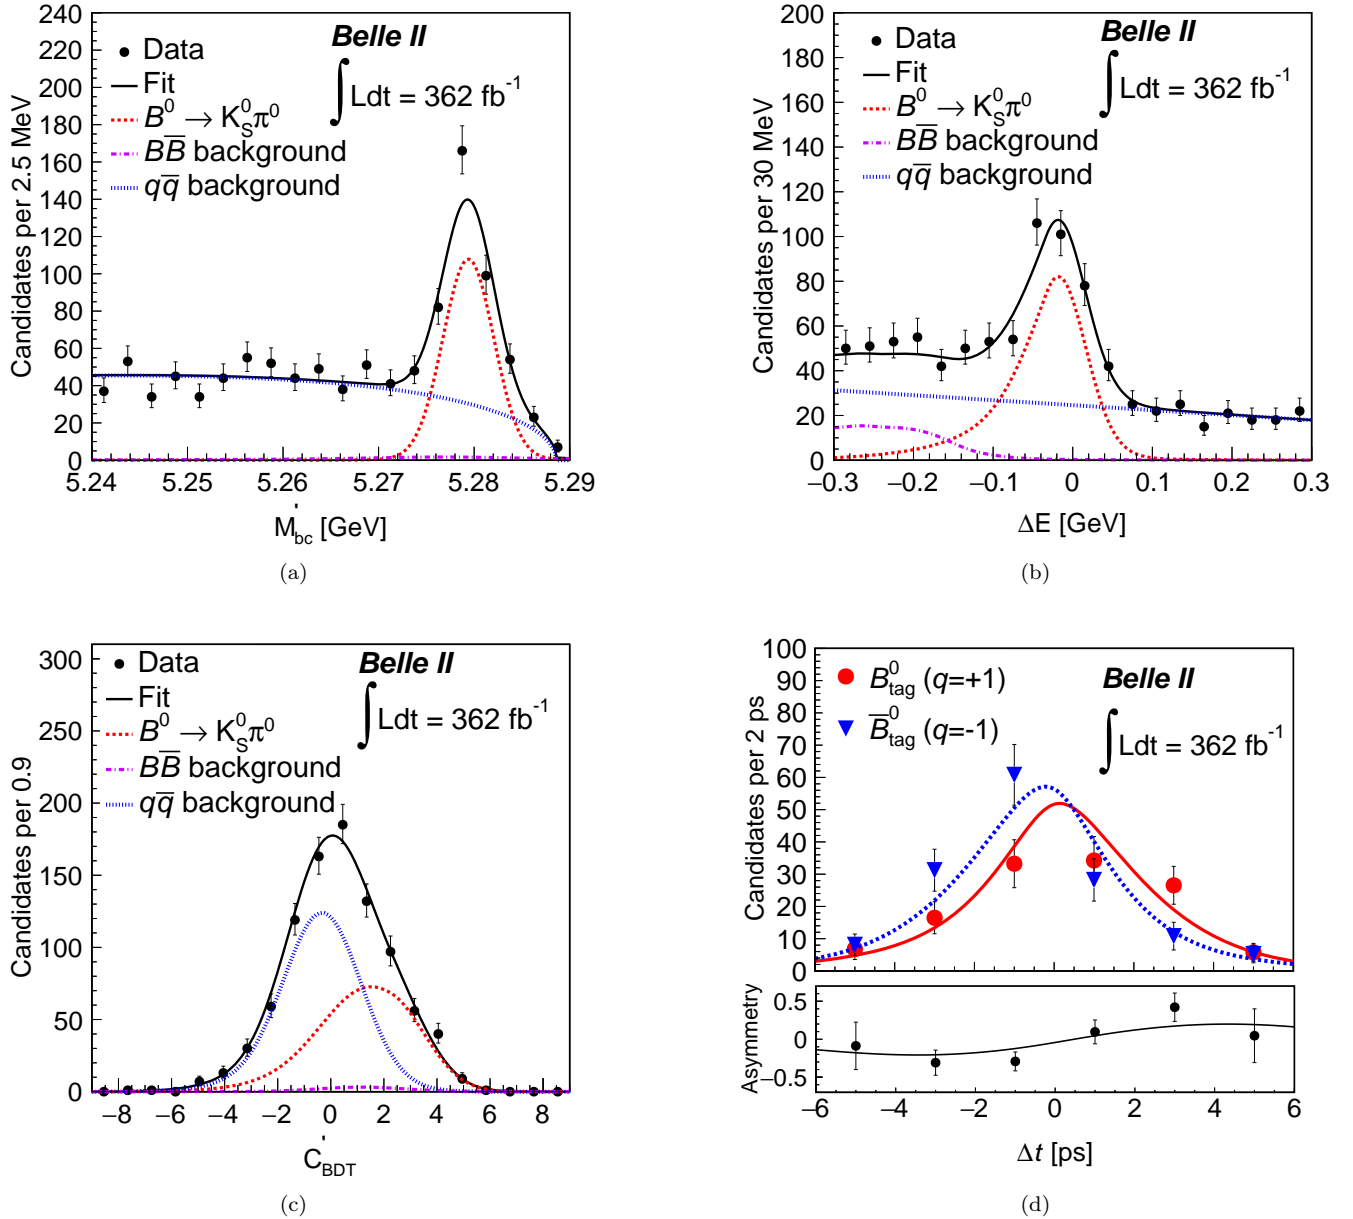 Belle II
Data
Fit
B⁰ → K⁰_S π⁰
BB̅ background
qq̅ background
∫ Ldt = 362 fb⁻¹
Candidates per 2.5 MeV
240
220
200
180
160
140
120
100
80
60
40
20
0
5.24 5.25 5.26 5.27 5.28 5.29
M'_bc [GeV]
(a)
Belle II
Data
Fit
B⁰ → K⁰_S π⁰
BB̅ background
qq̅ background
∫ Ldt = 362 fb⁻¹
Candidates per 30 MeV
200
180
160
140
120
100
80
60
40
20
0
−0.3 −0.2 −0.1 0 0.1 0.2 0.3
ΔE [GeV]
(b)
Belle II
Data
Fit
B⁰ → K⁰_S π⁰
BB̅ background
qq̅ background
∫ Ldt = 362 fb⁻¹
Candidates per 0.9
300
250
200
150
100
50
0
−8 −6 −4 −2 0 2 4 6 8
C'_BDT
(c)
Belle II
B⁰_tag (q=+1)
B̅⁰_tag (q=-1)
∫ Ldt = 362 fb⁻¹
Candidates per 2 ps
100
90
80
70
60
50
40
30
20
10
0
Asymmetry
0.5
0
−0.5
−6 −4 −2 0 2 4 6
Δt [ps]
(d)